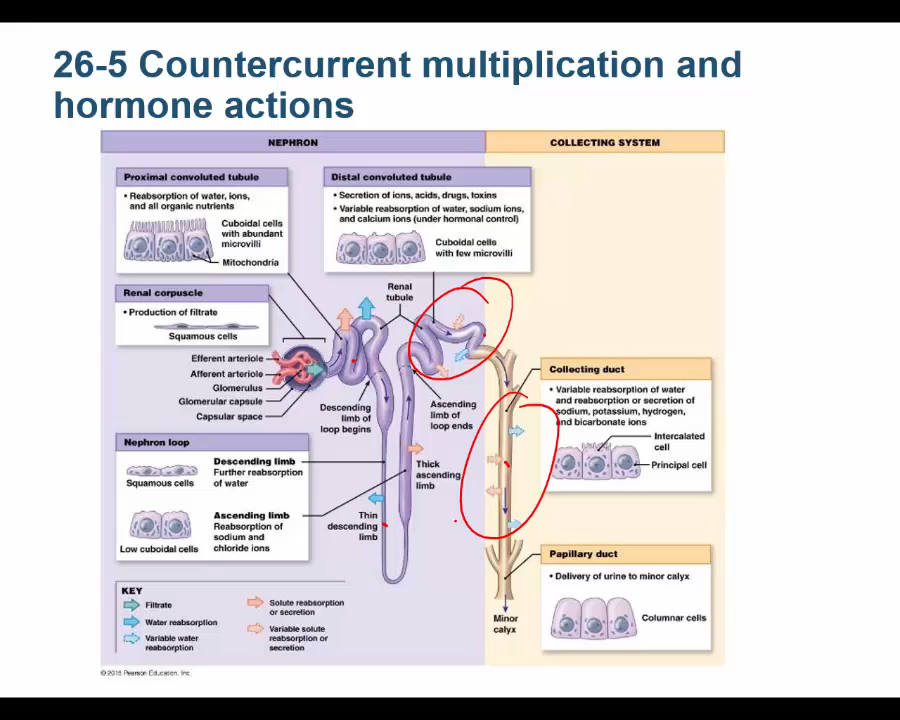 26-5 Countercurrent multiplication and
hormone actions
NEPHRON
COLLECTING SYSTEM
Proximal convoluted tubule
• Reabsorption of water, ions,
and all organic nutrients
Cuboidal cells
with abundant
microvilli
Mitochondria
Distal convoluted tubule
• Secretion of ions, acids, drugs, toxins
• Variable reabsorption of water, sodium ions,
and calcium ions (under hormonal control)
Cuboidal cells
with few microvilli
Renal corpuscle
• Production of filtrate
Squamous cells
Renal
tubule
Efferent arteriole
Afferent arteriole
Glomerulus
Glomerular capsule
Capsular space
Descending
limb of
loop begins
Ascending
limb of
loop ends
Collecting duct
• Variable reabsorption of water
and reabsorption or secretion of
sodium, potassium, hydrogen,
and bicarbonate ions
Intercalated
cell
Principal cell
Nephron loop
Squamous cells
Descending limb
Further reabsorption
of water
Low cuboidal cells
Ascending limb
Reabsorption of
sodium and
chloride ions
Thick
ascending
limb
Thin
descending
limb
Papillary duct
• Delivery of urine to minor calyx
Columnar cells
Minor
calyx
KEY
Filtrate
Water reabsorption
Variable water
reabsorption
Solute reabsorption
or secretion
Variable solute
reabsorption or
secretion
© 2015 Pearson Education, Inc.